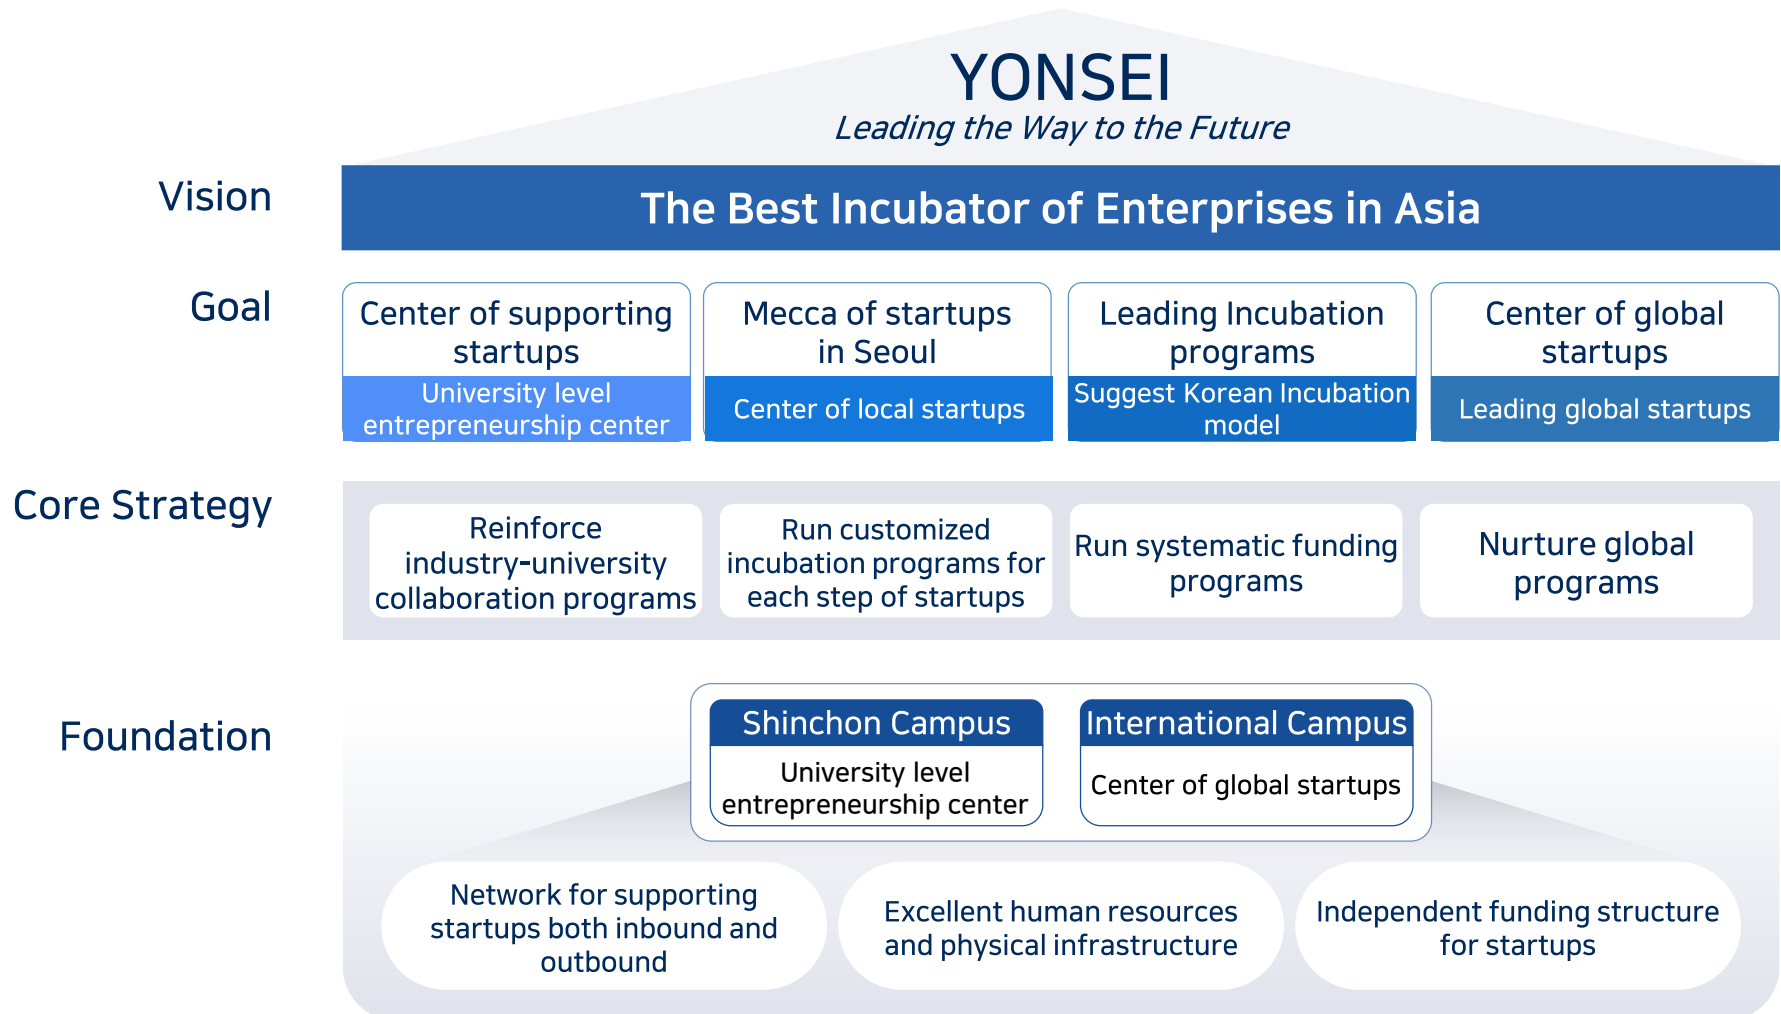 YONSEI
Leading the Way to the Future
Vision
The Best Incubator of Enterprises in Asia
Goal
Center of supporting
startups
University level
entrepreneurship center
Mecca of startups
in Seoul
Center of local startups
Leading Incubation
programs
Suggest Korean Incubation
model
Center of global
startups
Leading global startups
Core Strategy
Reinforce
industry-university
collaboration programs
Run customized
incubation programs for
each step of startups
Run systematic funding
programs
Nurture global
programs
Foundation
Shinchon Campus
University level
entrepreneurship center
International Campus
Center of global startups
Network for supporting
startups both inbound and
outbound
Excellent human resources
and physical infrastructure
Independent funding structure
for startups